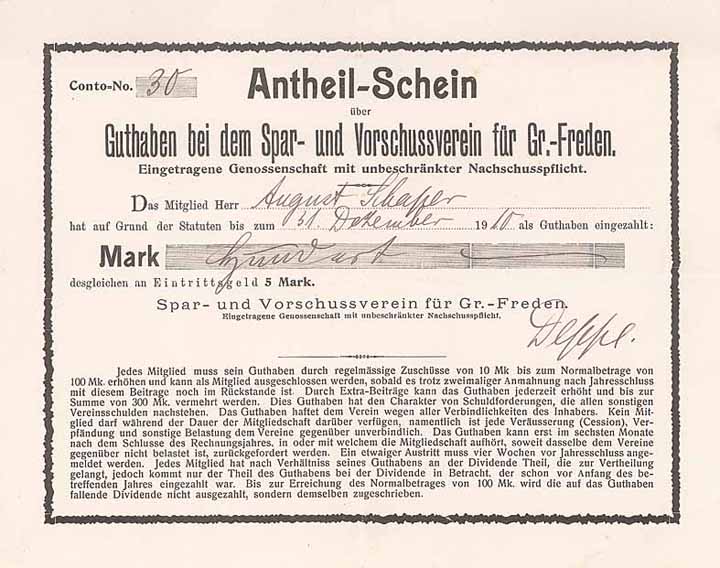 Conto-No. 30
Antheil-Schein
über
Guthaben bei dem Spar- und Vorschussverein für Gr.-Freden.
Eingetragene Genossenschaft mit unbeschränkter Nachschusspflicht.
Das Mitglied Herr August Schaper
hat auf Grund der Statuten bis zum 31. Dezember 1910 als Guthaben eingezahlt:
Mark Hundert
desgleichen an Eintrittsgeld 5 Mark.
Spar- und Vorschussverein für Gr.-Freden.
Eingetragene Genossenschaft mit unbeschränkter Nachschusspflicht.
Deppe.
Jedes Mitglied muss sein Guthaben durch regelmässige Zuschüsse von 10 Mk bis zum Normalbetrage von
100 Mk. erhöhen und kann als Mitglied ausgeschlossen werden, sobald es trotz zweimaliger Anmahnung nach Jahresschluss
mit diesem Beitrage noch im Rückstande ist. Durch Extra-Beiträge kann das Guthaben jederzeit erhöht und bis zur
Summe von 300 Mk. vermehrt werden. Dies Guthaben hat den Charakter von Schuldforderungen, die allen sonstigen
Vereinsschulden nachstehen. Das Guthaben haftet dem Verein wegen aller Verbindlichkeiten des Inhabers. Kein Mit-
glied darf während der Dauer der Mitgliedschaft darüber verfügen, namentlich ist jede Veräusserung (Cession), Ver-
pfändung und sonstige Belastung dem Vereine gegenüber unverbindlich. Das Guthaben kann erst im sechsten Monate
nach dem Schlusse des Rechnungsjahres, in oder mit welchem die Mitgliedschaft aufhört, soweit dasselbe dem Vereine
gegenüber nicht belastet ist, zurückgefordert werden. Ein etwaiger Austritt muss vier Wochen vor Jahresschluss ange-
meldet werden. Jedes Mitglied hat nach Verhältniss seines Guthabens an der Dividende Theil, die zur Vertheilung
gelangt, jedoch kommt nur der Theil des Guthabens bei der Dividende in Betracht, der schon vor Anfang des be-
treffenden Jahres eingezahlt war. Bis zur Erreichung des Normalbetrages von 100 Mk. wird die auf das Guthaben
fallende Dividende nicht ausgezahlt, sondern demselben zugeschrieben.